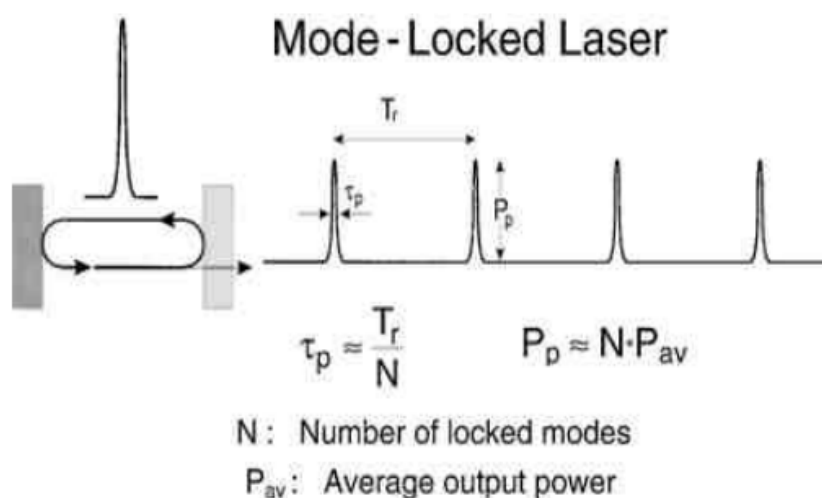 Mode-Locked Laser
Tr
τp
Pp
τp ≈ Tr/N
Pp ≈ N·Pav
N : Number of locked modes
Pav : Average output power